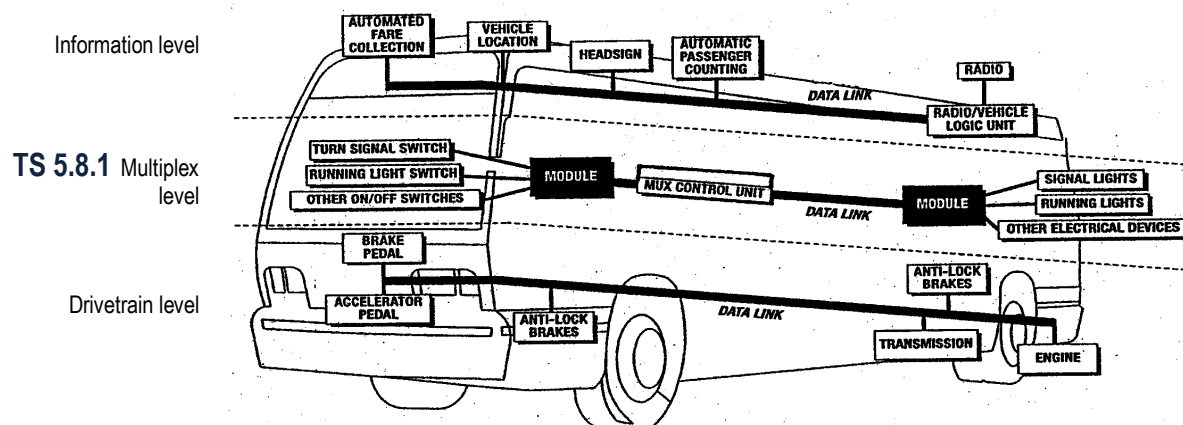 Information level
AUTOMATED
FARE
COLLECTION
VEHICLE
LOCATION
HEADSIGN
AUTOMATIC
PASSENGER
COUNTING
DATA LINK
RADIO
RADIO/VEHICLE
LOGIC UNIT
TS 5.8.1 Multiplex
level
TURN SIGNAL SWITCH
RUNNING LIGHT SWITCH
OTHER ON/OFF SWITCHES
MODULE
MUX CONTROL UNIT
DATA LINK
MODULE
SIGNAL LIGHTS
RUNNING LIGHTS
OTHER ELECTRICAL DEVICES
Drivetrain level
BRAKE
PEDAL
ACCELERATOR
PEDAL
ANTI-LOCK
BRAKES
DATA LINK
ANTI-LOCK
BRAKES
TRANSMISSION
ENGINE